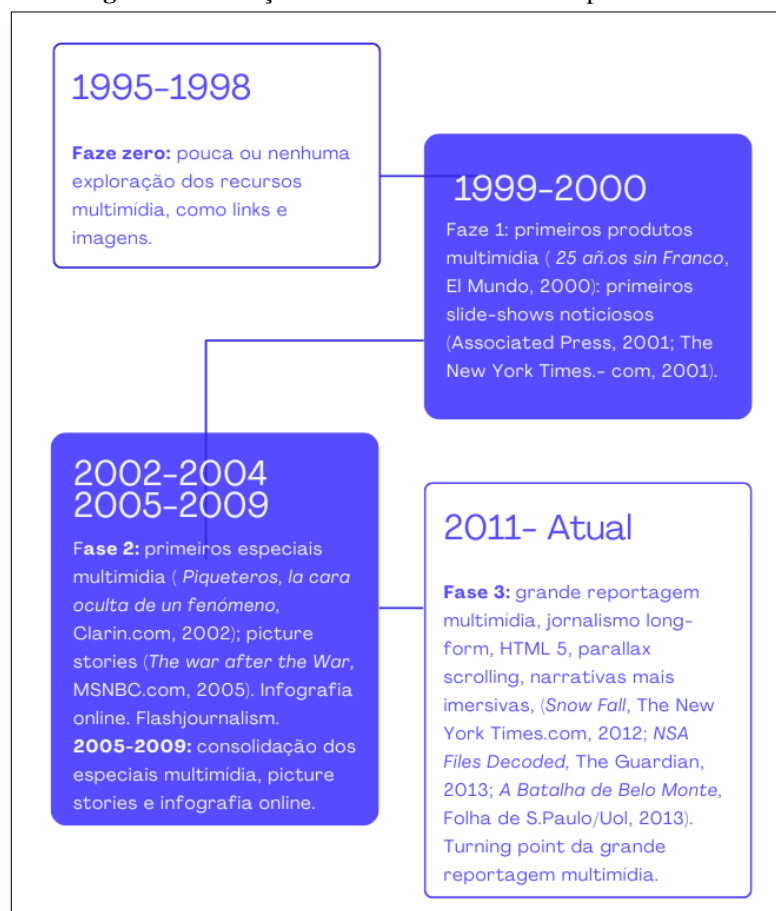 1995-1998
Faze zero: pouca ou nenhuma
exploração dos recursos
multimídia, como links e
imagens.
1999-2000
Faze 1: primeiros produtos
multimídia ( 25 añ.os sin Franco,
El Mundo, 2000): primeiros
slide-shows noticiosos
(Associated Press, 2001; The
New York Times.- com, 2001).
2002-2004
2005-2009
Fase 2: primeiros especiais
multimídia ( Piqueteros, la cara
oculta de un fenómeno,
Clarin.com, 2002); picture
stories (The war after the War,
MSNBC.com, 2005). Infografia
online. Flashjournalism.
2005-2009: consolidação dos
especiais multimídia, picture
stories e infografia online.
2011- Atual
Fase 3: grande reportagem
multimídia, jornalismo long-
form, HTML 5, parallax
scrolling, narrativas mais
imersivas, (Snow Fall, The New
York Times.com, 2012; NSA
Files Decoded, The Guardian,
2013; A Batalha de Belo Monte,
Folha de S.Paulo/Uol, 2013).
Turning point da grande
reportagem multimídia.